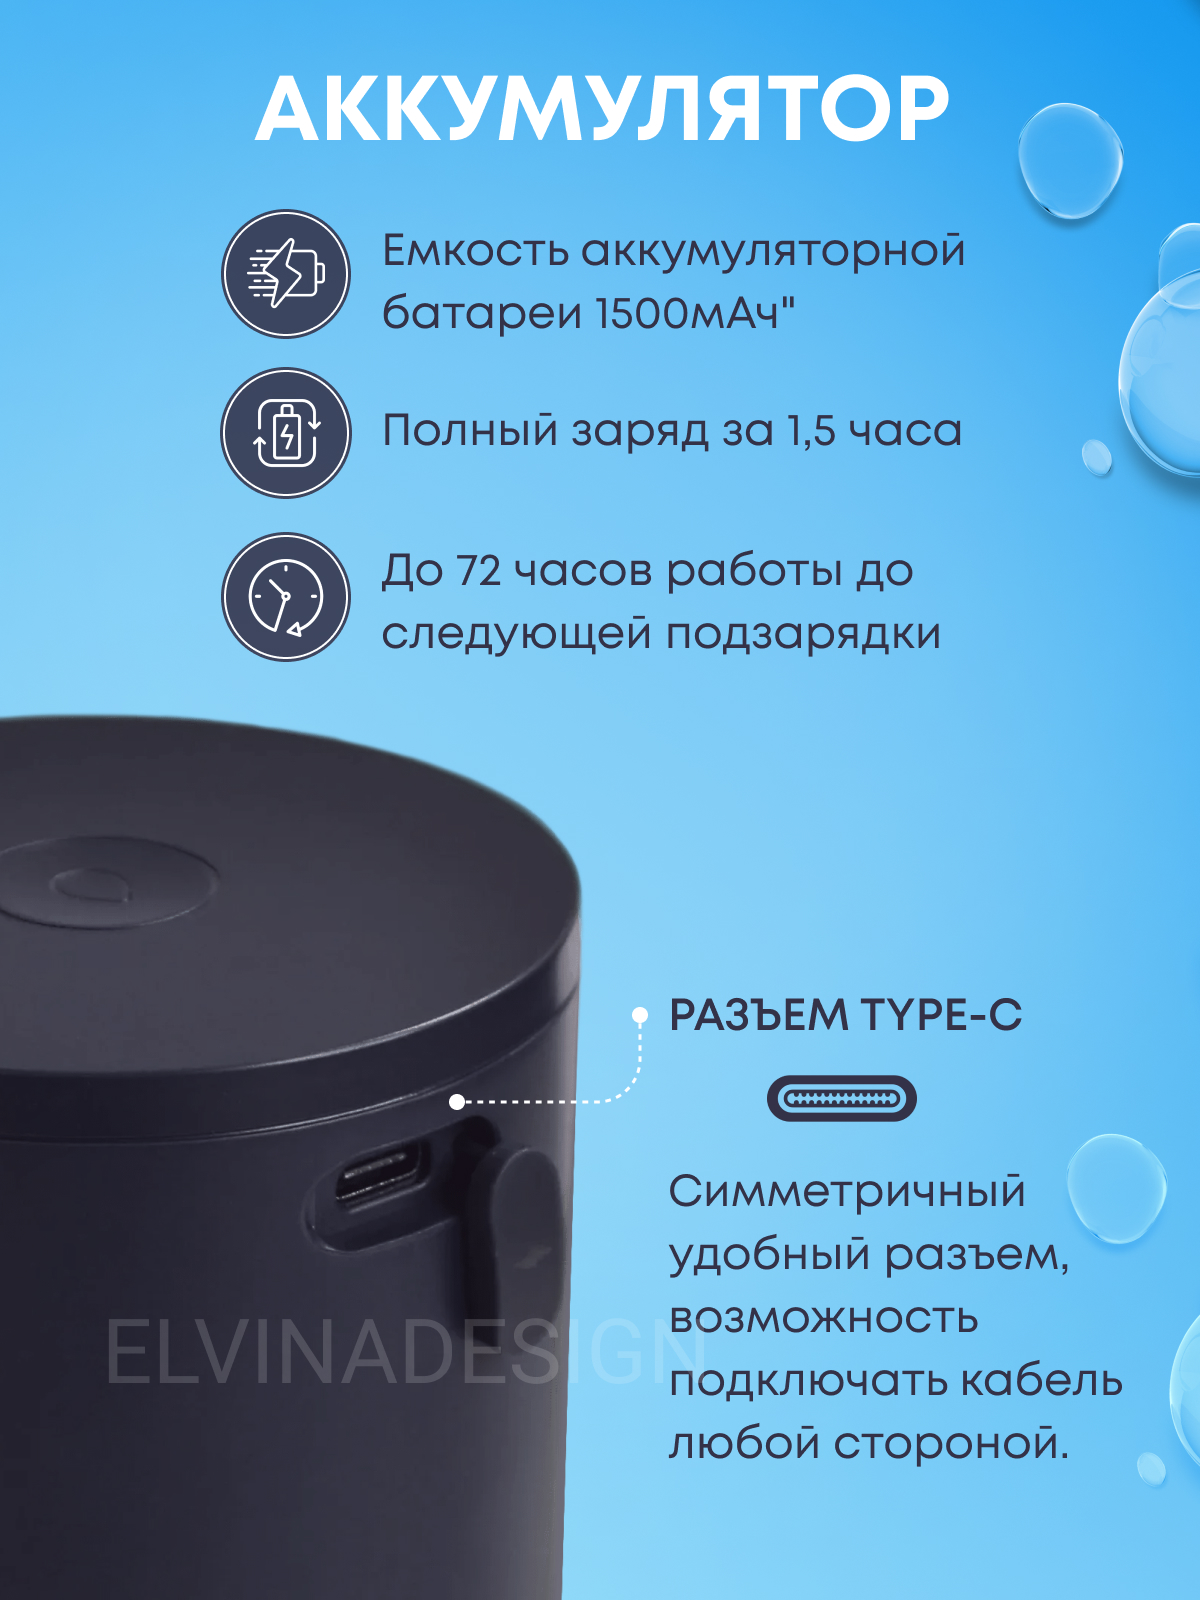 АККУМУЛЯТОР
Емкость аккумуляторной
батареи 1500мАч"
Полный заряд за 1,5 часа
До 72 часов работы до
следующей подзарядки
РАЗЪЕМ TYPE-C
Симметричный
удобный разъем,
возможность
подключать кабель
любой стороной.
ELVINADESIGN